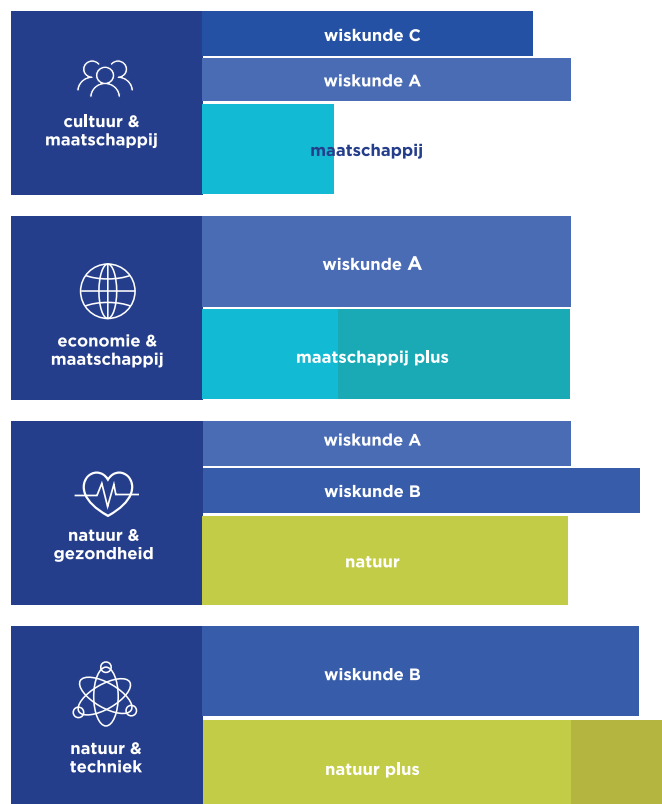 cultuur &
maatschappij
wiskunde C
wiskunde A
maatschappij
economie &
maatschappij
wiskunde A
maatschappij plus
natuur &
gezondheid
wiskunde A
wiskunde B
natuur
natuur &
techniek
wiskunde B
natuur plus